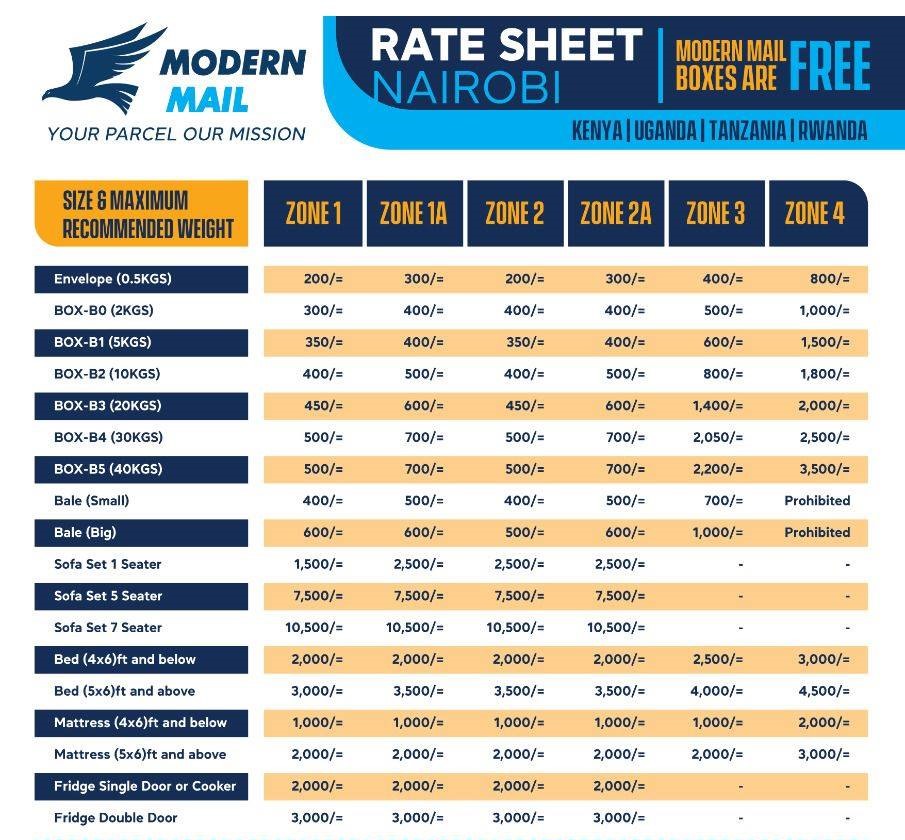 MODERN
MAIL
YOUR PARCEL OUR MISSION
RATE SHEET
NAIROBI
MODERN MAIL
BOXES ARE FREE
KENYA | UGANDA | TANZANIA | RWANDA
SIZE & MAXIMUM
RECOMMENDED WEIGHT
ZONE 1 ZONE 1A ZONE 2 ZONE 2A ZONE 3 ZONE 4
Envelope (0.5KGS) 200/= 300/= 200/= 300/= 400/= 800/=
BOX-B0 (2KGS) 300/= 400/= 400/= 400/= 500/= 1,000/=
BOX-B1 (5KGS) 350/= 400/= 350/= 400/= 600/= 1,500/=
BOX-B2 (10KGS) 400/= 500/= 400/= 500/= 800/= 1,800/=
BOX-B3 (20KGS) 450/= 600/= 450/= 600/= 1,400/= 2,000/=
BOX-B4 (30KGS) 500/= 700/= 500/= 700/= 2,050/= 2,500/=
BOX-B5 (40KGS) 500/= 700/= 500/= 700/= 2,200/= 3,500/=
Bale (Small) 400/= 500/= 400/= 500/= 700/= Prohibited
Bale (Big) 600/= 600/= 500/= 600/= 1,000/= Prohibited
Sofa Set 1 Seater 1,500/= 2,500/= 2,500/= 2,500/= - -
Sofa Set 5 Seater 7,500/= 7,500/= 7,500/= 7,500/= - -
Sofa Set 7 Seater 10,500/= 10,500/= 10,500/= 10,500/= - -
Bed (4x6)ft and below 2,000/= 2,000/= 2,000/= 2,000/= 2,500/= 3,000/=
Bed (5x6)ft and above 3,000/= 3,500/= 3,500/= 3,500/= 4,000/= 4,500/=
Mattress (4x6)ft and below 1,000/= 1,000/= 1,000/= 1,000/= 1,000/= 2,000/=
Mattress (5x6)ft and above 2,000/= 2,000/= 2,000/= 2,000/= 2,000/= 3,000/=
Fridge Single Door or Cooker 2,000/= 2,000/= 2,000/= 2,000/= - -
Fridge Double Door 3,000/= 3,000/= 3,000/= 3,000/= - -